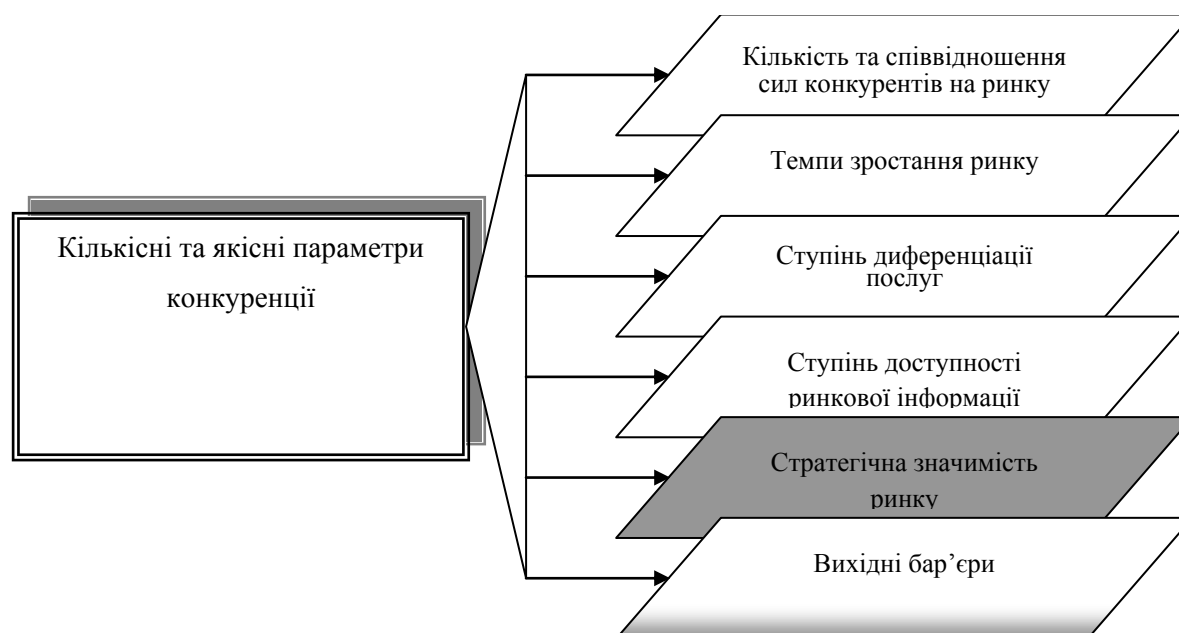 Кількісні та якісні параметри
конкуренції
Кількість та співвідношення
сил конкурентів на ринку
Темпи зростання ринку
Ступінь диференціації
послуг
Ступінь доступності
ринкової інформації
Стратегічна значимість
ринку
Вихідні бар’єри